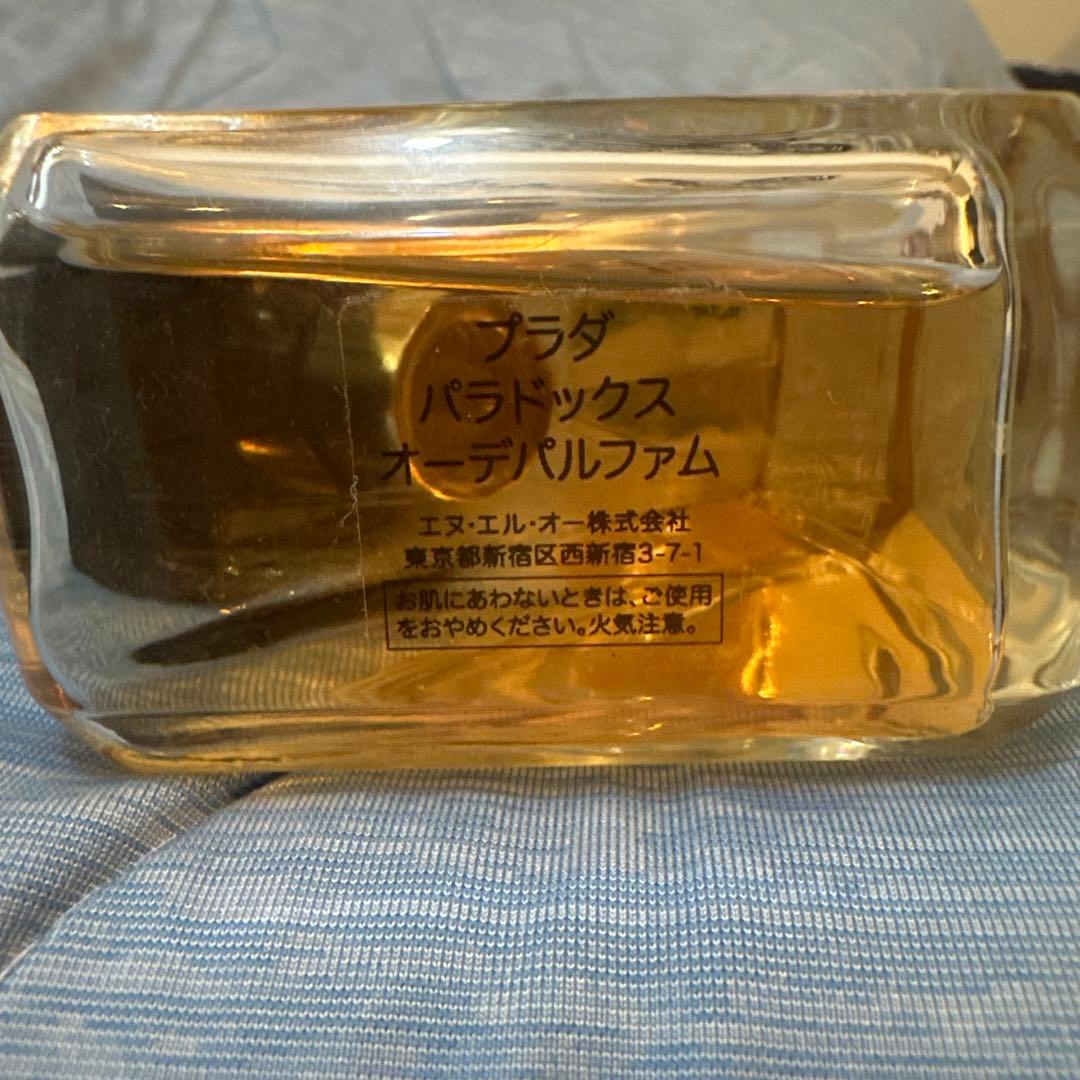 プラダ
パラドックス
オーデパルファム
エヌ・エル・オー株式会社
東京都新宿区西新宿3-7-1
お肌にあわないときは、ご使用
をおやめください。火気注意。